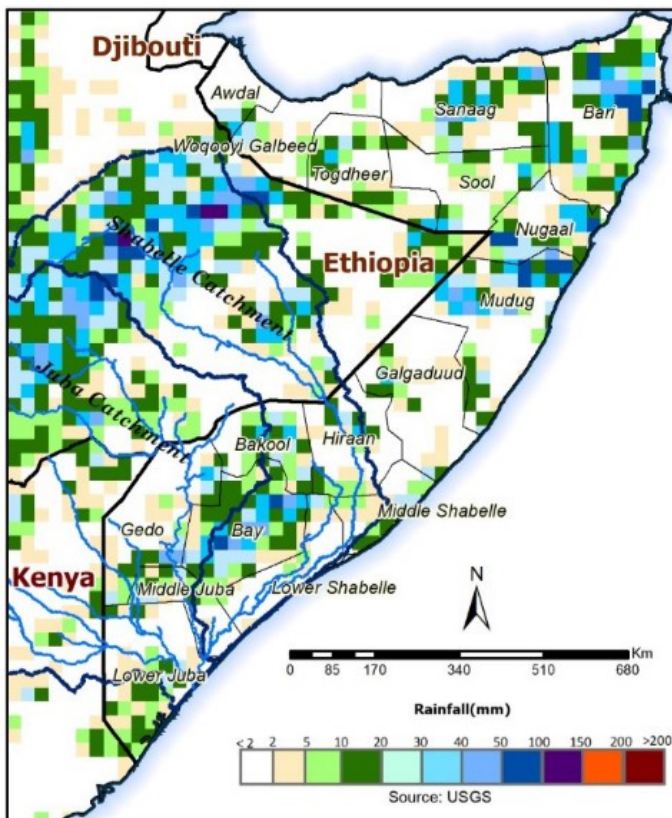 Djibouti
Awdal
Sanaag
Bari
Woqooyi Galbeed
Togdheer
Sool
Shabelle Catchment
Nugaal
Ethiopia
Mudug
Juba Catchment
Galgaduud
Bakool
Hiraan
Gedo
Bay
Middle Shabelle
Kenya
Middle Juba
Lower Shabelle
N
Lower Juba
Km
0 85 170 340 510 680
Rainfall(mm)
< 2 2 5 10 20 30 40 50 100 150 200 >200
Source: USGS